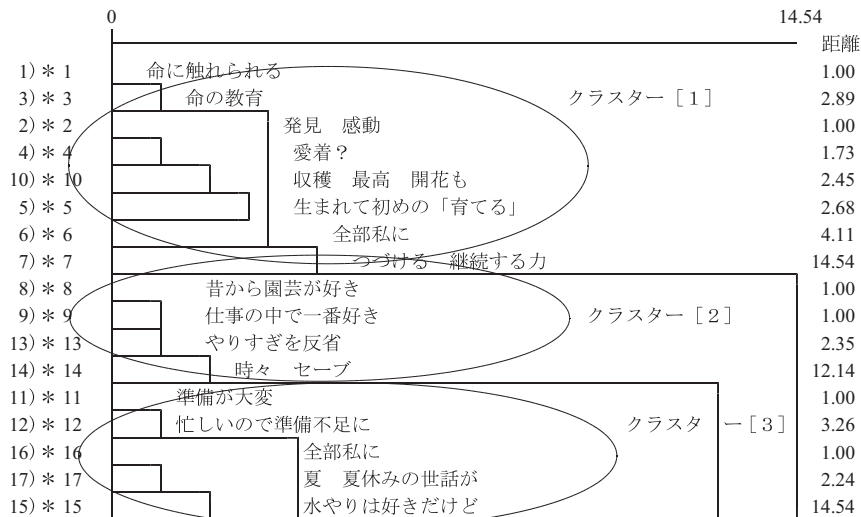 0 14.54
距離
1) * 1 命に触れられる 1.00
3) * 3 命の教育 クラスター［1］ 2.89
2) * 2 発見　感動 1.00
4) * 4 愛着？ 1.73
10) * 10 収穫　最高　開花も 2.45
5) * 5 生まれて初めの「育てる」 2.68
6) * 6 全部私に 4.11
7) * 7 つづける　継続する力 14.54
8) * 8 昔から園芸が好き 1.00
9) * 9 仕事の中で一番好き クラスター［2］ 1.00
13) * 13 やりすぎを反省 2.35
14) * 14 時々　セーブ 12.14
11) * 11 準備が大変 1.00
12) * 12 忙しいので準備不足に クラスター［3］ 3.26
16) * 16 全部私に 1.00
17) * 17 夏　夏休みの世話が 2.24
15) * 15 水やりは好きだけど 14.54